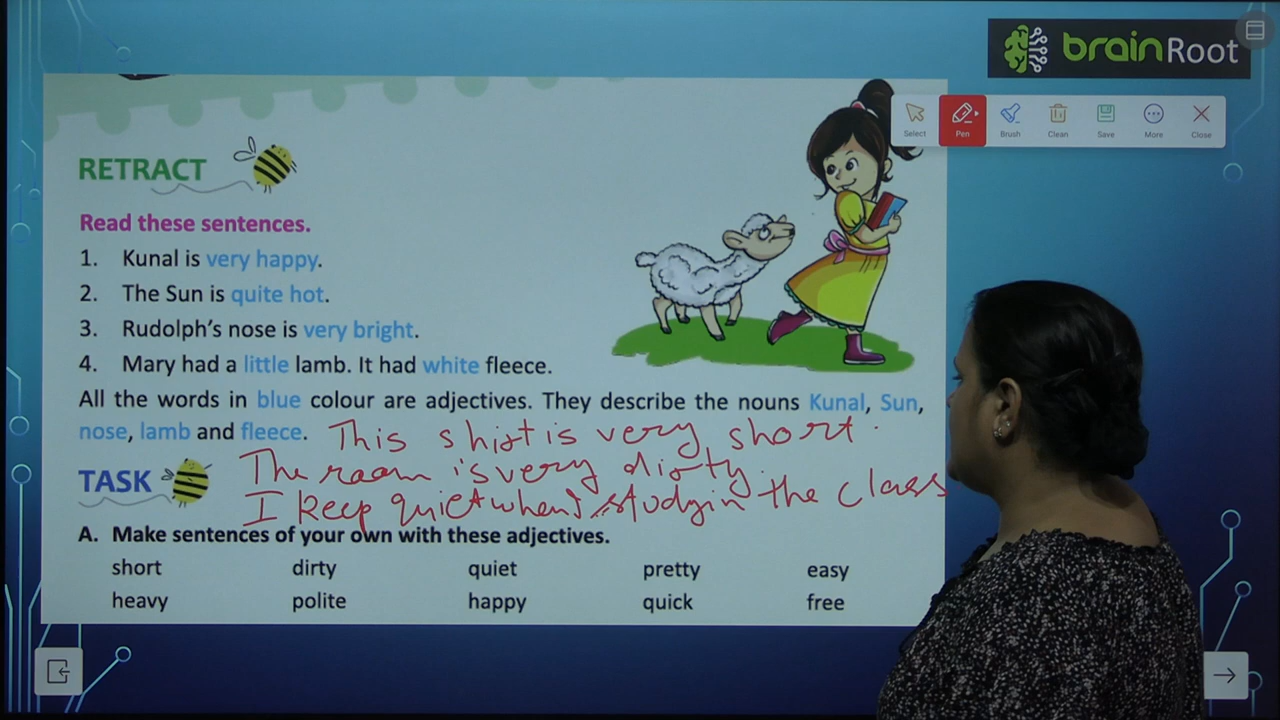 brainRoot
Select Pen Brush Clean Save More Close
RETRACT
Read these sentences.
1. Kunal is very happy.
2. The Sun is quite hot.
3. Rudolph's nose is very bright.
4. Mary had a little lamb. It had white fleece.
All the words in blue colour are adjectives. They describe the nouns Kunal, Sun,
nose, lamb and fleece. This shirt is very short.
The room is very dirty.
TASK
I keep quiet when I study in the class
A. Make sentences of your own with these adjectives.
short dirty quiet pretty easy
heavy polite happy quick free